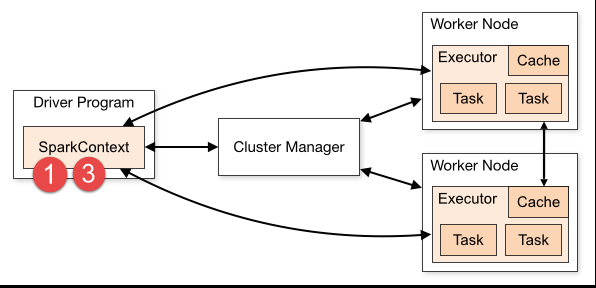 Driver Program
SparkContext
1 3
Cluster Manager
Worker Node
Executor
Cache
Task Task
Worker Node
Executor
Cache
Task Task